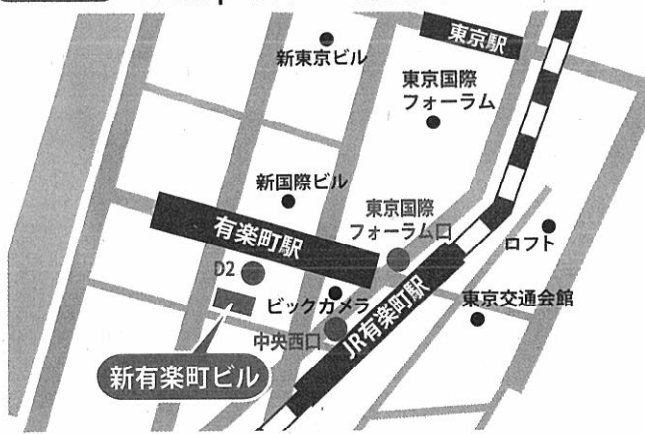 東京駅
新東京ビル
東京国際
フォーラム
新国際ビル
東京国際
フォーラム口
有楽町駅
ロフト
D2
ビックカメラ
東京交通会館
中央西口
JR有楽町駅
新有楽町ビル